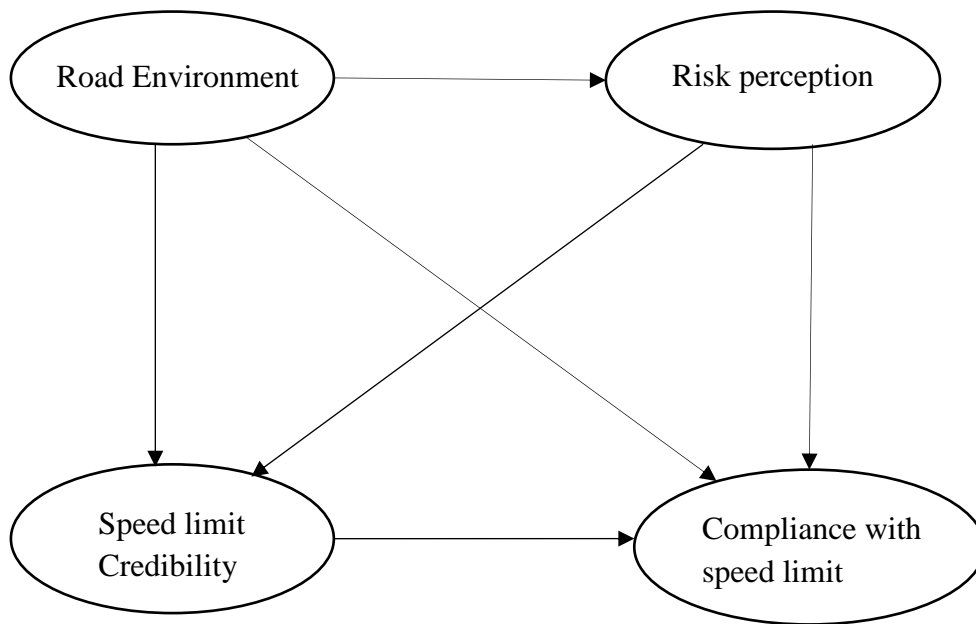 Road Environment
Risk perception
Speed limit
Credibility
Compliance with
speed limit